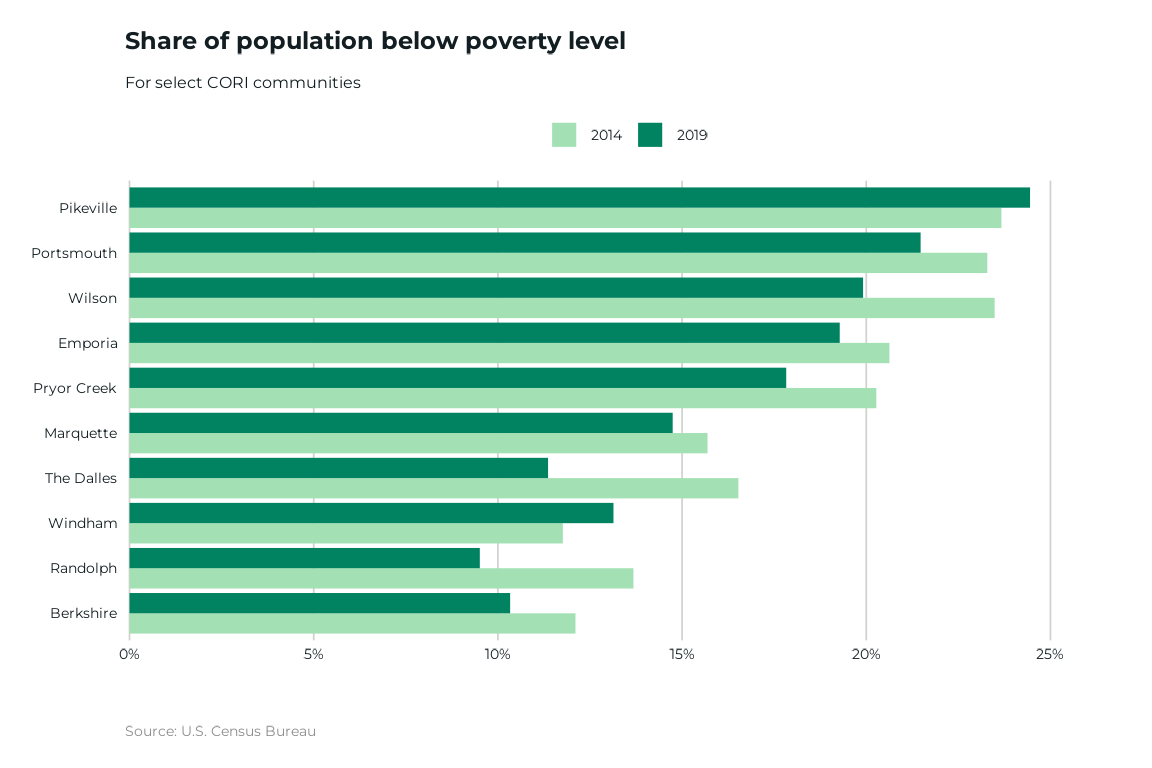 Share of population below poverty level
For select CORI communities
2014 2019
Pikeville
Portsmouth
Wilson
Emporia
Pryor Creek
Marquette
The Dalles
Windham
Randolph
Berkshire
0% 5% 10% 15% 20% 25%
Source: U.S. Census Bureau